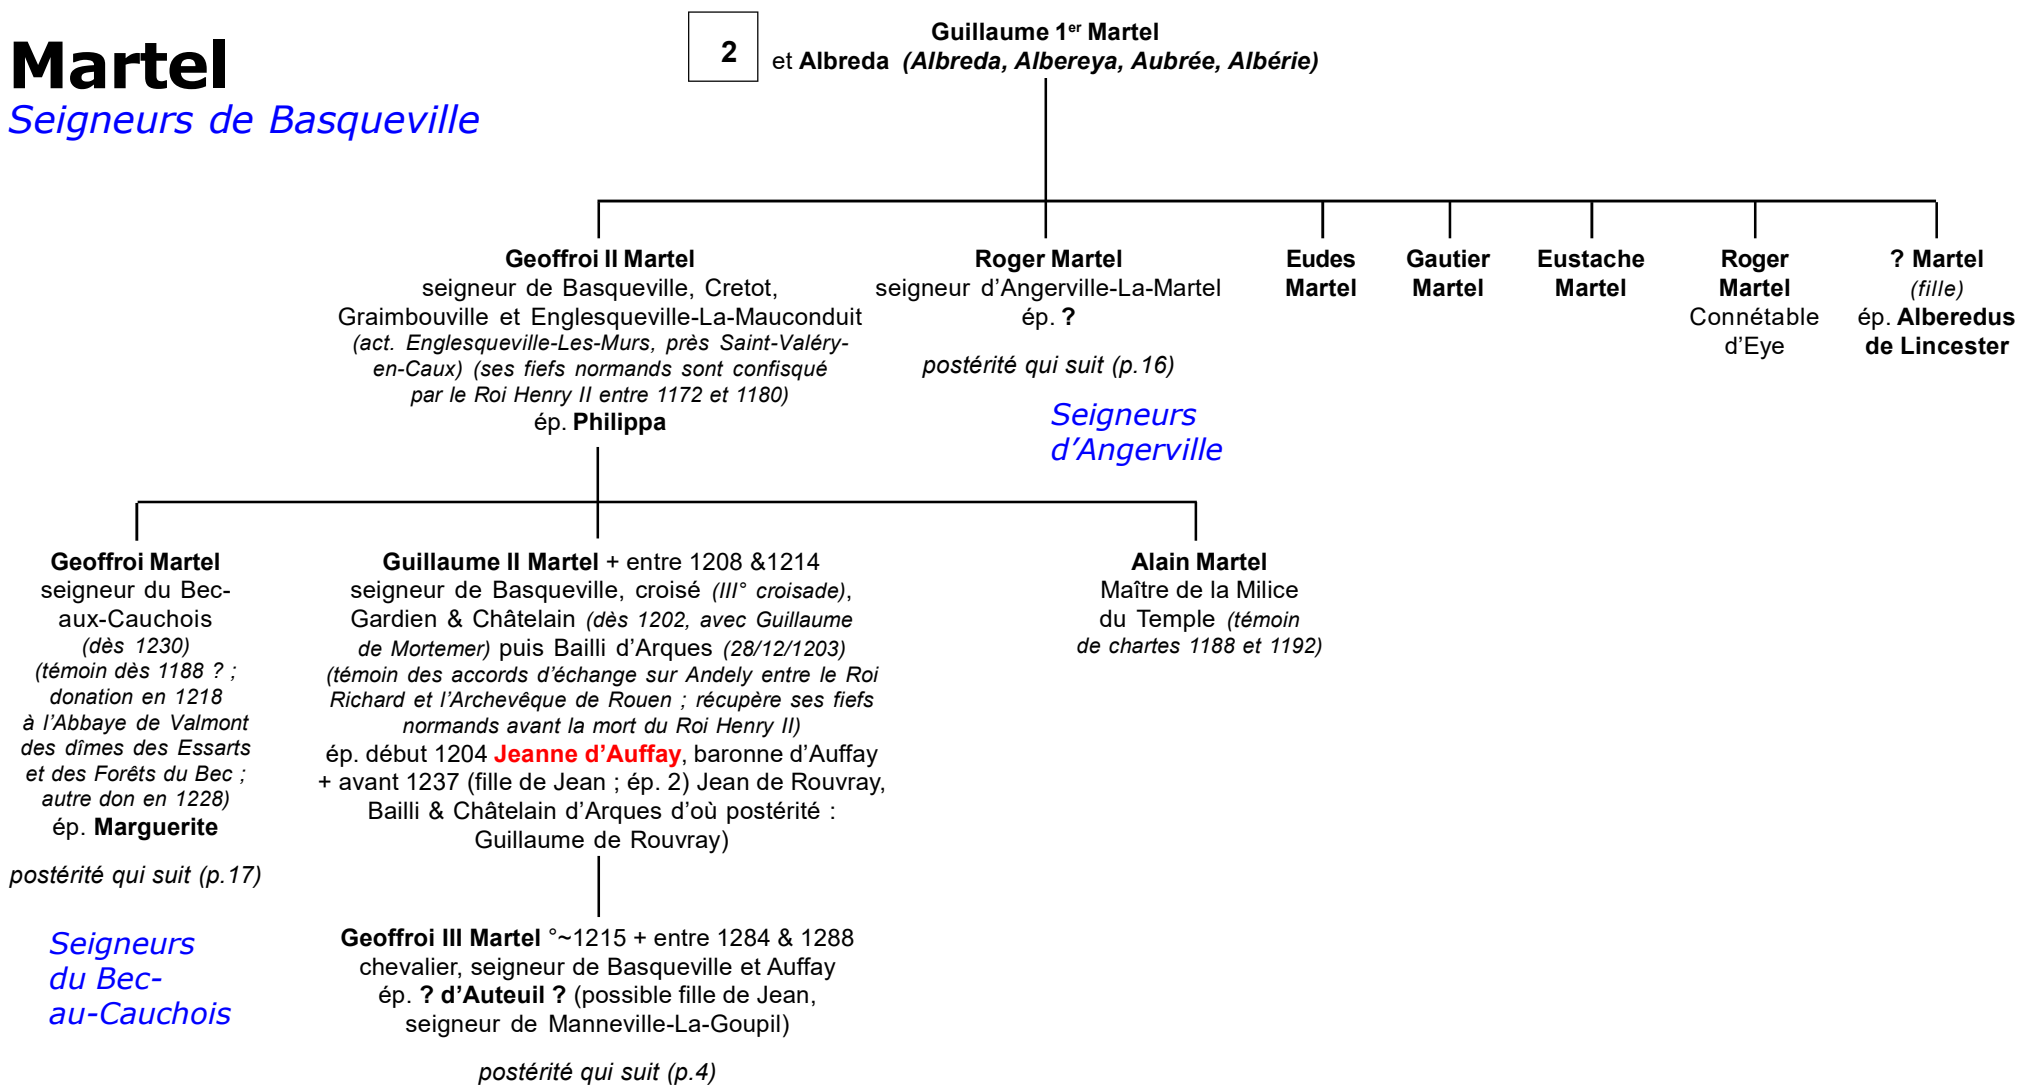 Martel
Seigneurs de Basqueville
2
Guillaume 1er Martel
et Albreda (Albreda, Albereya, Aubrée, Albérie)
Geoffroi II Martel
seigneur de Basqueville, Cretot,
Graimbouville et Englesqueville-La-Mauconduit
(act. Englesqueville-Les-Murs, près Saint-Valéry-
en-Caux) (ses fiefs normands sont confisqué
par le Roi Henry II entre 1172 et 1180)
ép. Philippa
Roger Martel
seigneur d’Angerville-La-Martel
ép. ?
postérité qui suit (p.16)
Seigneurs
d’Angerville
Eudes
Martel
Gautier
Martel
Eustache
Martel
Roger
Martel
Connétable
d’Eye
? Martel
(fille)
ép. Alberedus
de Lincester
Geoffroi Martel
seigneur du Bec-
aux-Cauchois
(dès 1230)
(témoin dès 1188 ? ;
donation en 1218
à l’Abbaye de Valmont
des dîmes des Essarts
et des Forêts du Bec ;
autre don en 1228)
ép. Marguerite
postérité qui suit (p.17)
Seigneurs
du Bec-
au-Cauchois
Guillaume II Martel + entre 1208 &1214
seigneur de Basqueville, croisé (III° croisade),
Gardien & Châtelain (dès 1202, avec Guillaume
de Mortemer) puis Bailli d’Arques (28/12/1203)
(témoin des accords d’échange sur Andely entre le Roi
Richard et l’Archevêque de Rouen ; récupère ses fiefs
normands avant la mort du Roi Henry II)
ép. début 1204 Jeanne d’Auffay, baronne d’Auffay
+ avant 1237 (fille de Jean ; ép. 2) Jean de Rouvray,
Bailli & Châtelain d’Arques d’où postérité :
Guillaume de Rouvray)
Alain Martel
Maître de la Milice
du Temple (témoin
de chartes 1188 et 1192)
Geoffroi III Martel °~1215 + entre 1284 & 1288
chevalier, seigneur de Basqueville et Auffay
ép. ? d’Auteuil ? (possible fille de Jean,
seigneur de Manneville-La-Goupil)
postérité qui suit (p.4)